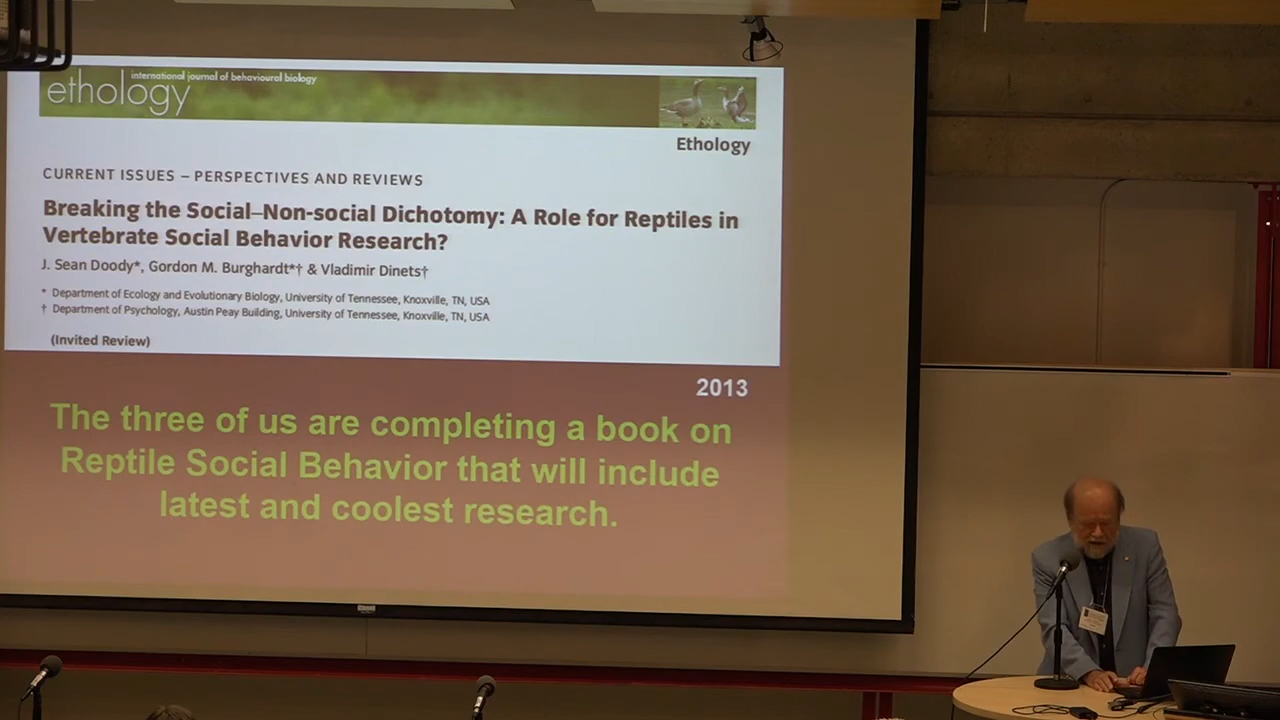 ethology
international journal of behavioural biology
Ethology
CURRENT ISSUES – PERSPECTIVES AND REVIEWS
Breaking the Social–Non-social Dichotomy: A Role for Reptiles in
Vertebrate Social Behavior Research?
J. Sean Doody*, Gordon M. Burghardt*† & Vladimir Dinets†
* Department of Ecology and Evolutionary Biology, University of Tennessee, Knoxville, TN, USA
† Department of Psychology, Austin Peay Building, University of Tennessee, Knoxville, TN, USA
(Invited Review)
2013
The three of us are completing a book on
Reptile Social Behavior that will include
latest and coolest research.